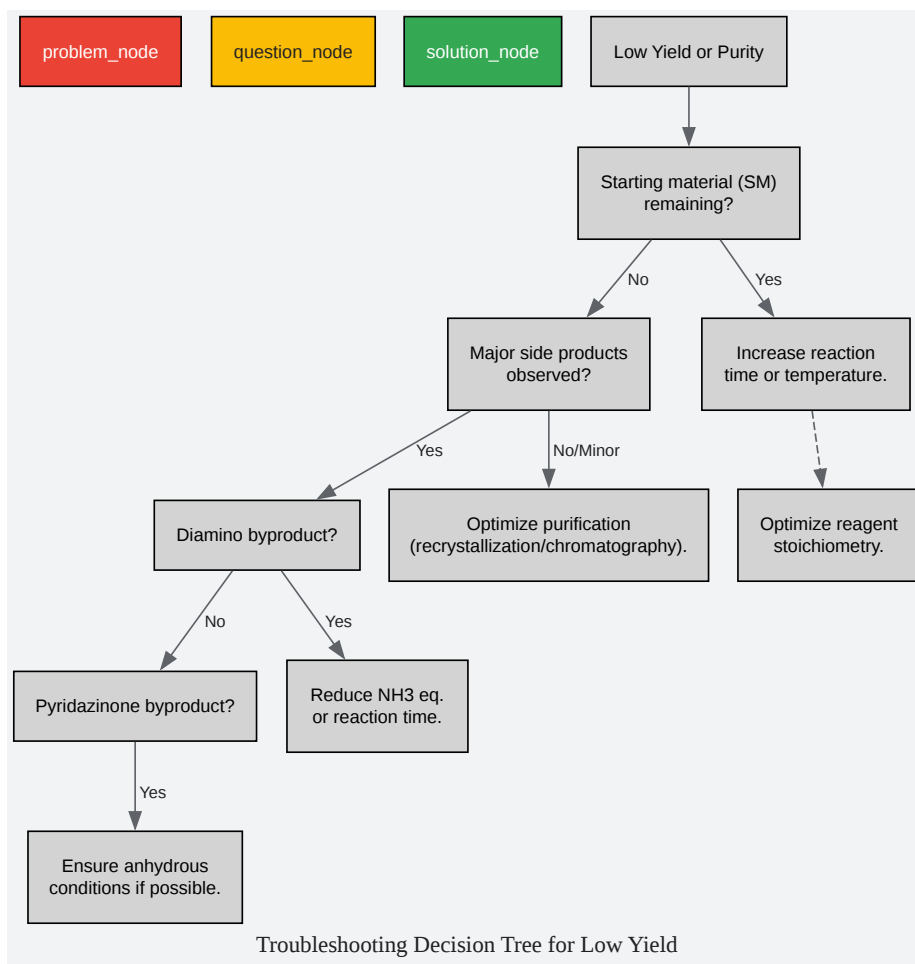 problem_node
question_node
solution_node
Low Yield or Purity
Starting material (SM)
remaining?
No
Yes
Major side products
observed?
Increase reaction
time or temperature.
Yes
No/Minor
Diamino byproduct?
Optimize purification
(recrystallization/chromatography).
Optimize reagent
stoichiometry.
No
Yes
Pyridazinone byproduct?
Reduce NH3 eq.
or reaction time.
Yes
Ensure anhydrous
conditions if possible.
Troubleshooting Decision Tree for Low Yield